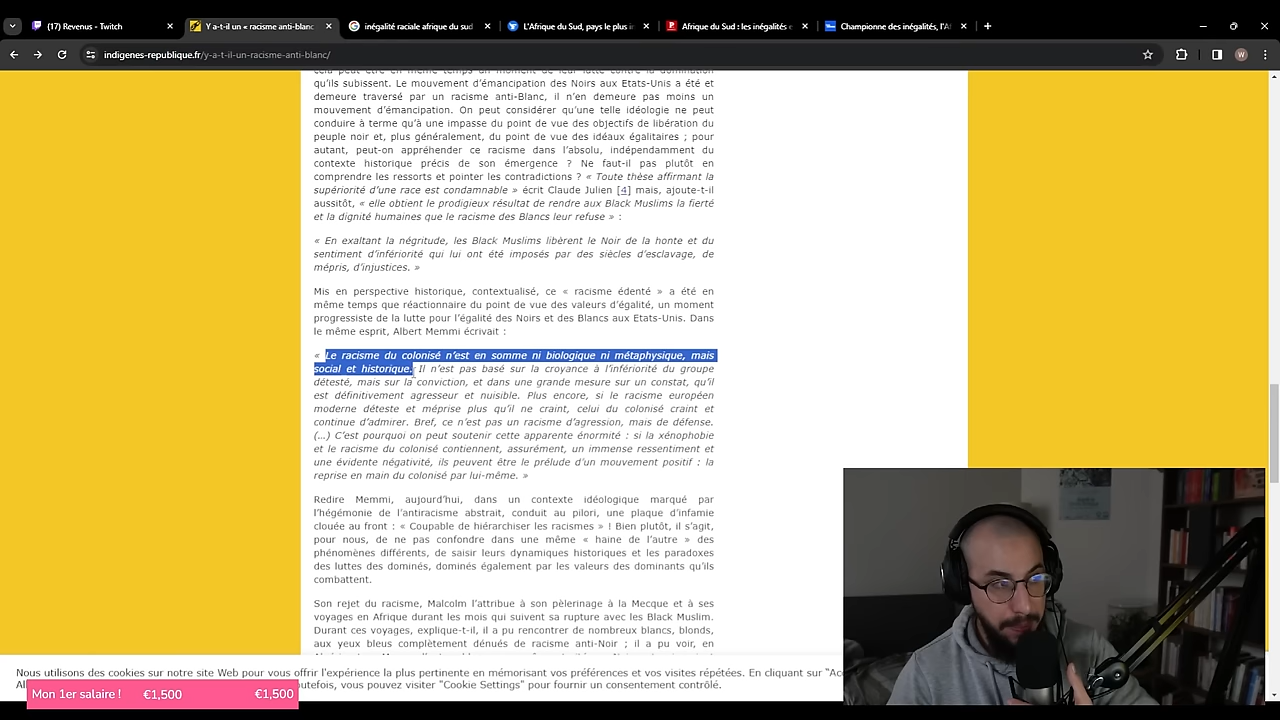 (17) Revenus - Twitch
Y a-t-il un « racisme anti-blanc
inégalité raciale afrique du sud
L'Afrique du Sud, pays le plus i
Afrique du Sud : les inégalités e
Championne des inégalités, l'A
indigenes-republique.fr/y-a-t-il-un-racisme-anti-blanc/
cela peut être en même temps un moment de leur lutte contre la domination
qu'ils subissent. Le mouvement d'émancipation des Noirs aux Etats-Unis a été et
demeure traversé par un racisme anti-Blanc, il n'en demeure pas moins un
mouvement d'émancipation. On peut considérer qu'une telle idéologie ne peut
conduire à terme qu'à une impasse du point de vue des objectifs de libération du
peuple noir et, plus généralement, du point de vue des idéaux égalitaires ; pour
autant, peut-on appréhender ce racisme dans l'absolu, indépendamment du
contexte historique précis de son émergence ? Ne faut-il pas plutôt en
comprendre les ressorts et pointer les contradictions ? « Toute thèse affirmant la
supériorité d'une race est condamnable » écrit Claude Julien [4] mais, ajoute-t-il
aussitôt, « elle obtient le prodigieux résultat de rendre aux Black Muslims la fierté
et la dignité humaines que le racisme des Blancs leur refuse » :
« En exaltant la négritude, les Black Muslims libèrent le Noir de la honte et du
sentiment d'infériorité qui lui ont été imposés par des siècles d'esclavage, de
mépris, d'injustices. »
Mis en perspective historique, contextualisé, ce « racisme édenté » a été en
même temps que réactionnaire du point de vue des valeurs d'égalité, un moment
progressiste de la lutte pour l'égalité des Noirs et des Blancs aux Etats-Unis. Dans
le même esprit, Albert Memmi écrivait :
« Le racisme du colonisé n'est en somme ni biologique ni métaphysique, mais
social et historique. Il n'est pas basé sur la croyance à l'infériorité du groupe
détesté, mais sur la conviction, et dans une grande mesure sur un constat, qu'il
est définitivement agresseur et nuisible. Plus encore, si le racisme européen
moderne déteste et méprise plus qu'il ne craint, celui du colonisé craint et
continue d'admirer. Bref, ce n'est pas un racisme d'agression, mais de défense.
(...) C'est pourquoi on peut soutenir cette apparente énormité : si la xénophobie
et le racisme du colonisé contiennent, assurément, un immense ressentiment et
une évidente négativité, ils peuvent être le prélude d'un mouvement positif : la
reprise en main du colonisé par lui-même. »
Redire Memmi, aujourd'hui, dans un contexte idéologique marqué par
l'hégémonie de l'antiracisme abstrait, conduit au pilori, une plaque d'infamie
clouée au front : « Coupable de hiérarchiser les racismes » ! Bien plutôt, il s'agit,
pour nous, de ne pas confondre dans une même « haine de l'autre » des
phénomènes différents, de saisir leurs dynamiques historiques et les paradoxes
des luttes des dominés, dominés également par les valeurs des dominants qu'ils
combattent.
Son rejet du racisme, Malcolm l'attribue à son pèlerinage à la Mecque et à ses
voyages en Afrique durant les mois qui suivent sa rupture avec les Black Muslim.
Durant ces voyages, explique-t-il, il a pu rencontrer de nombreux blancs, blonds,
aux yeux bleus complètement dénués de racisme anti-Noir ; il a pu voir, en
Nous utilisons des cookies sur notre site Web pour vous offrir l'expérience la plus pertinente en mémorisant vos préférences et vos visites répétées. En cliquant sur "Ac
outefois, vous pouvez visiter "Cookie Settings" pour fournir un consentement contrôlé.
Mon 1er salaire ! €1,500 €1,500